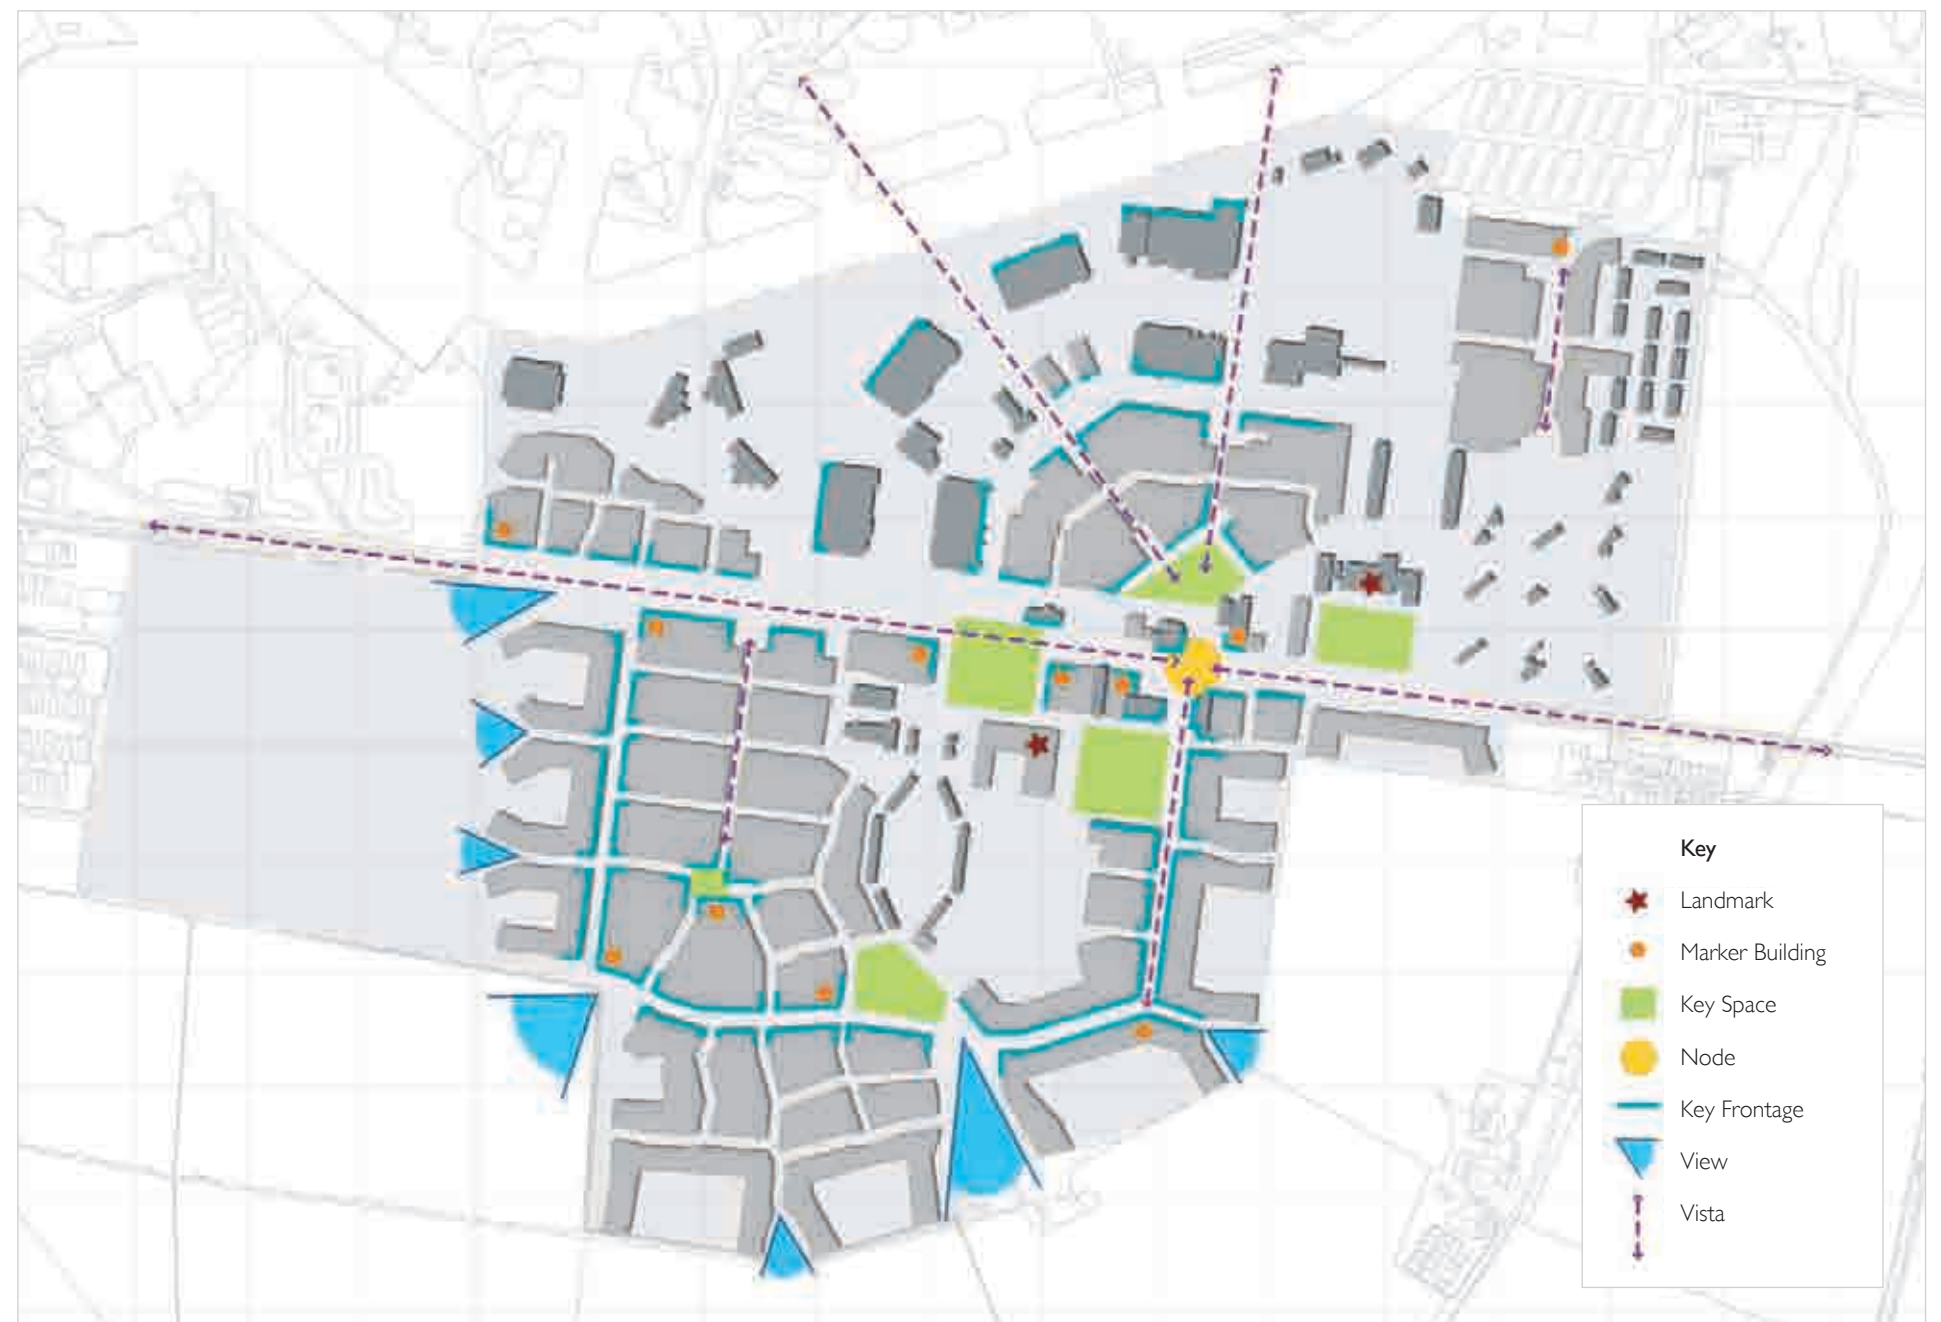 Key
Landmark
Marker Building
Key Space
Node
Key Frontage
View
Vista